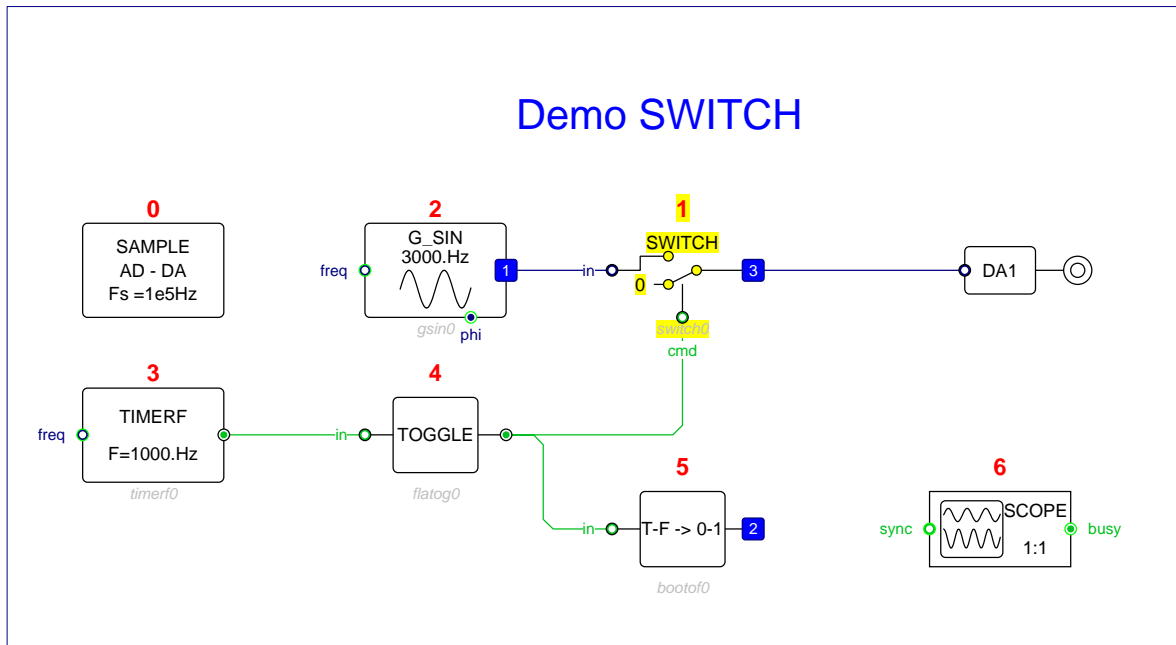 Demo SWITCH
0
SAMPLE
AD - DA
Fs =1e5Hz
2
freq
G_SIN
3000.Hz
1
gsin0
phi
1
in
SWITCH
0
switch0
cmd
3
DA1
3
freq
TIMERF
F=1000.Hz
timerf0
4
in
TOGGLE
flatog0
5
in
T-F -> 0-1
2
bootof0
6
sync
SCOPE
1:1
busy